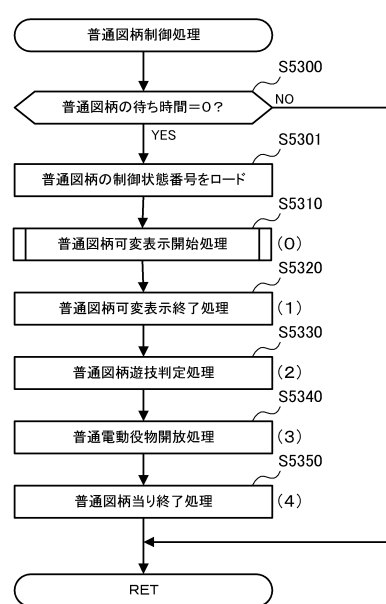 普通図柄制御処理
S5300
普通図柄の待ち時間=0?
NO
YES
S5301
普通図柄の制御状態番号をロード
S5310
普通図柄可変表示開始処理
(0)
S5320
普通図柄可変表示終了処理
(1)
S5330
普通図柄遊技判定処理
(2)
S5340
普通電動役物開放処理
(3)
S5350
普通図柄当り終了処理
(4)
RET